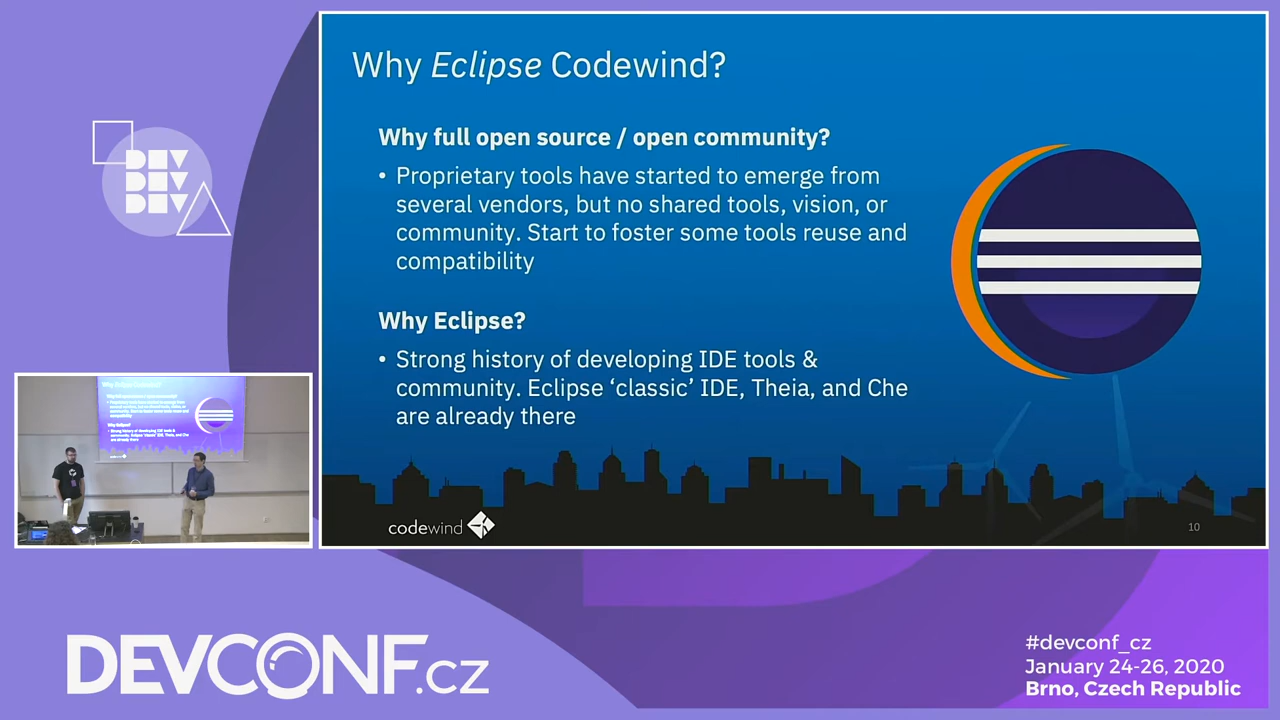 Why Eclipse Codewind?
Why full open source / open community?
• Proprietary tools have started to emerge from
several vendors, but no shared tools, vision, or
community. Start to foster some tools reuse and
compatibility
Why Eclipse?
• Strong history of developing IDE tools &
community. Eclipse ‘classic’ IDE, Theia, and Che
are already there
codewind
10
DEV
DEV
DEV
DEVCONF.cz
#devconf_cz
January 24-26, 2020
Brno, Czech Republic